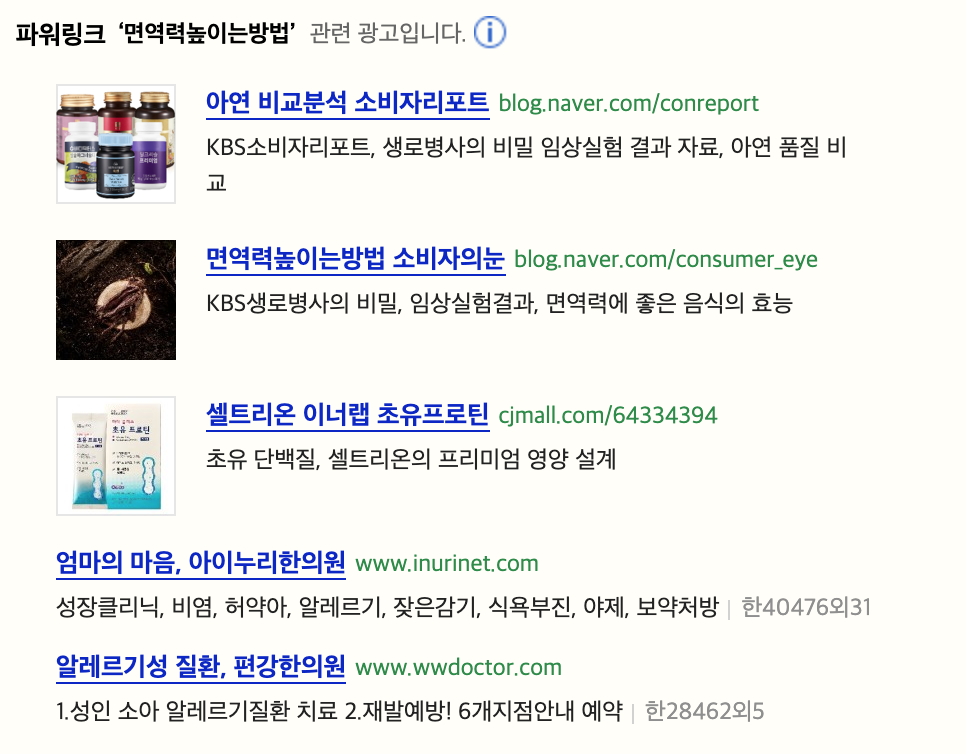 파워링크 ‘면역력높이는방법’ 관련 광고입니다.
아연 비교분석 소비자리포트 blog.naver.com/conreport
KBS소비자리포트, 생로병사의 비밀 임상실험 결과 자료, 아연 품질 비
교
면역력높이는방법 소비자의눈 blog.naver.com/consumer_eye
KBS생로병사의 비밀, 임상실험결과, 면역력에 좋은 음식의 효능
초유 프로틴
초유 프로틴
셀트리온 이너랩 초유프로틴 cjmall.com/64334394
초유 단백질, 셀트리온의 프리미엄 영양 설계
엄마의 마음, 아이누리한의원 www.inurinet.com
성장클리닉, 비염, 허약아, 알레르기, 잦은감기, 식욕부진, 야제, 보약처방 | 한40476외31
알레르기성 질환, 편강한의원 www.wwdoctor.com
1.성인 소아 알레르기질환 치료 2.재발예방! 6개지점안내 예약 | 한28462외5